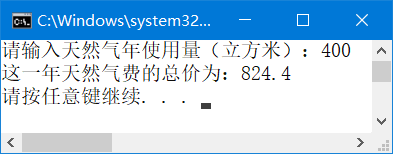 C:\Windows\system32...
请输入天然气年使用量（立方米）：400
这一年天然气费的总价为：824.4
请按任意键继续. . .